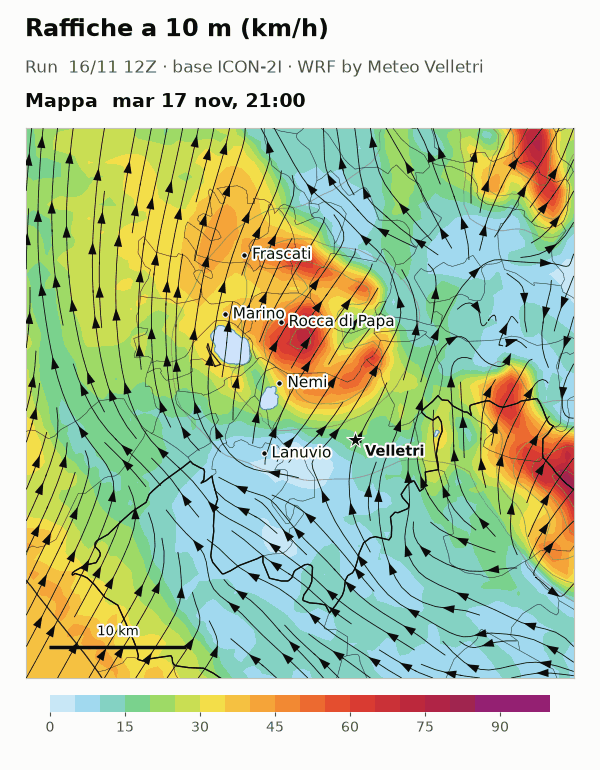 Raffiche a 10 m (km/h)
Run  16/11 12Z · base ICON-2I · WRF by Meteo Velletri
Mappa  mar 17 nov, 21:00
Frascati
Marino
Rocca di Papa
Nemi
Velletri
Lanuvio
10 km
0 15 30 45 60 75 90